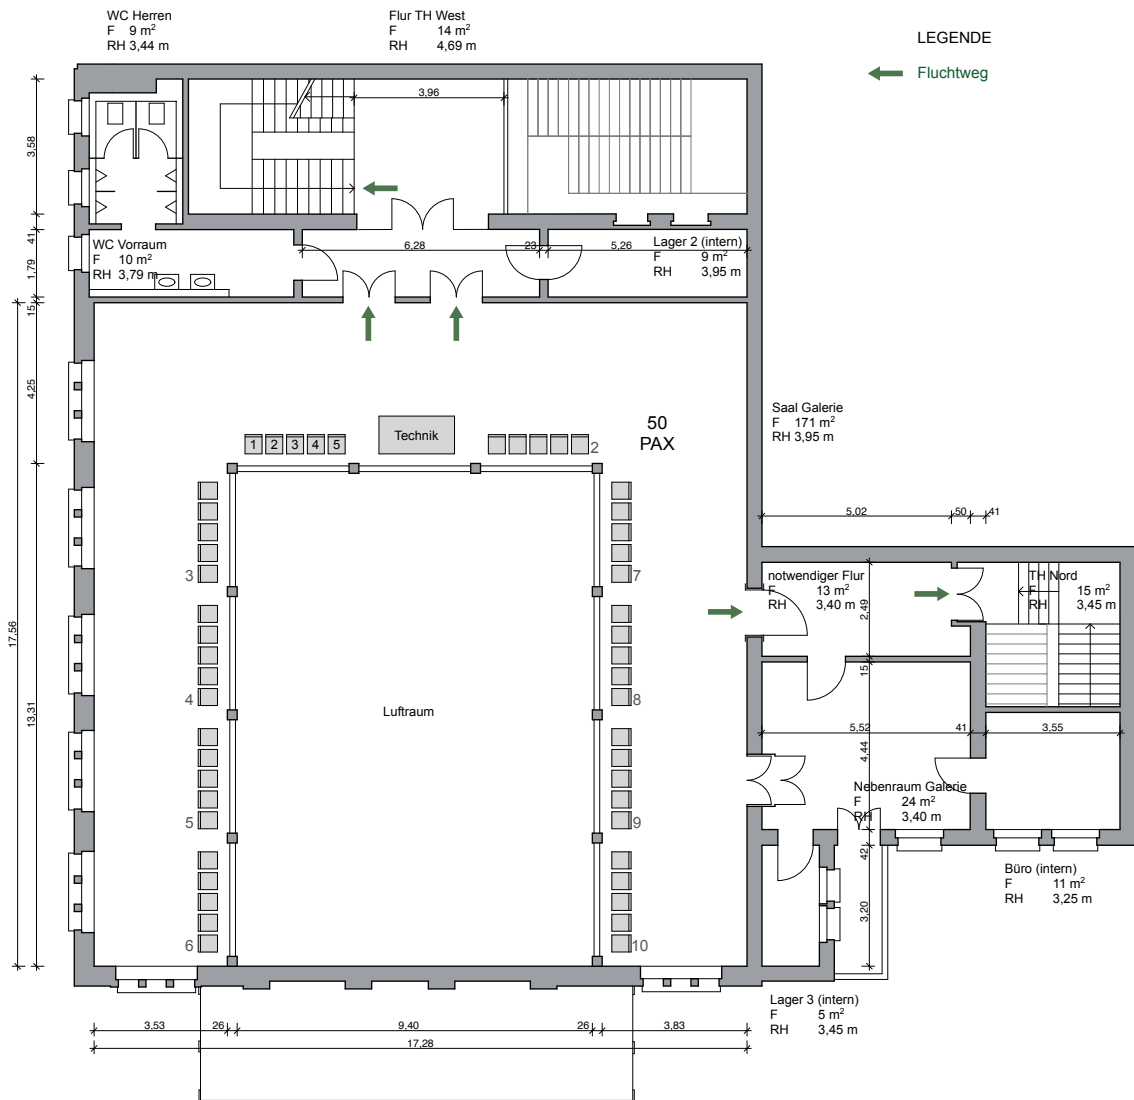 WC Herren
F 9 m²
RH 3,44 m
Flur TH West
F 14 m²
RH 4,69 m
LEGENDE
Fluchtweg
3,96
3,58
41
1,79
15
4,25
13,31
17,56
WC Vorraum
F 10 m²
RH 3,79 m
6,28
23
5,26
Lager 2 (intern)
F 9 m²
RH 3,95 m
Saal Galerie
F 171 m²
RH 3,95 m
50
PAX
1 2 3 4 5
Technik
2
3
4
5
6
7
8
9
10
Luftraum
5,02
50
41
notwendiger Flur
F 13 m²
RH 3,40 m
2,49
TH Nord
F 15 m²
RH 3,45 m
15
5,52
41
3,55
4,44
Nebenraum Galerie
F 24 m²
RH 3,40 m
42
3,20
Büro (intern)
F 11 m²
RH 3,25 m
Lager 3 (intern)
F 5 m²
RH 3,45 m
3,53
26
9,40
26
3,83
17,28